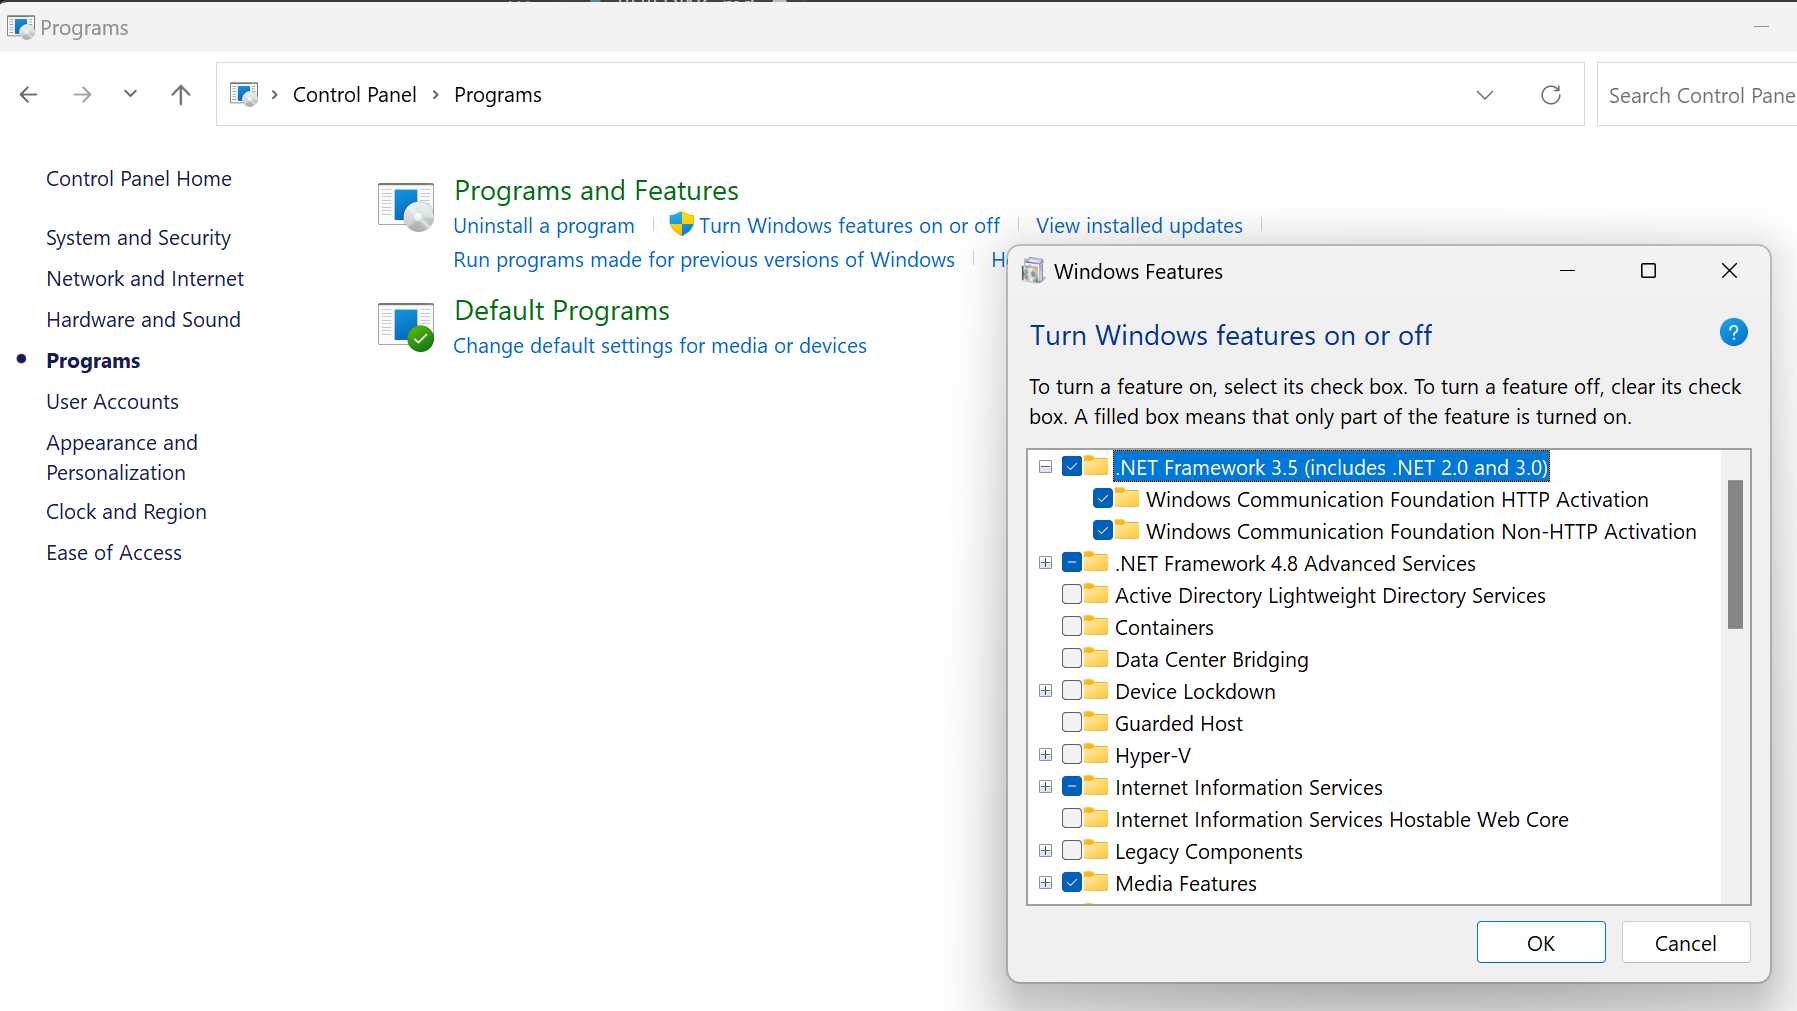 Programs
Control Panel
Programs
Search Control Pane
Control Panel Home
System and Security
Network and Internet
Hardware and Sound
Programs
User Accounts
Appearance and
Personalization
Clock and Region
Ease of Access
Programs and Features
Uninstall a program
Turn Windows features on or off
View installed updates
Run programs made for previous versions of Windows
Default Programs
Change default settings for media or devices
Windows Features
Turn Windows features on or off
To turn a feature on, select its check box. To turn a feature off, clear its check
box. A filled box means that only part of the feature is turned on.
.NET Framework 3.5 (includes .NET 2.0 and 3.0)
Windows Communication Foundation HTTP Activation
Windows Communication Foundation Non-HTTP Activation
.NET Framework 4.8 Advanced Services
Active Directory Lightweight Directory Services
Containers
Data Center Bridging
Device Lockdown
Guarded Host
Hyper-V
Internet Information Services
Internet Information Services Hostable Web Core
Legacy Components
Media Features
OK
Cancel